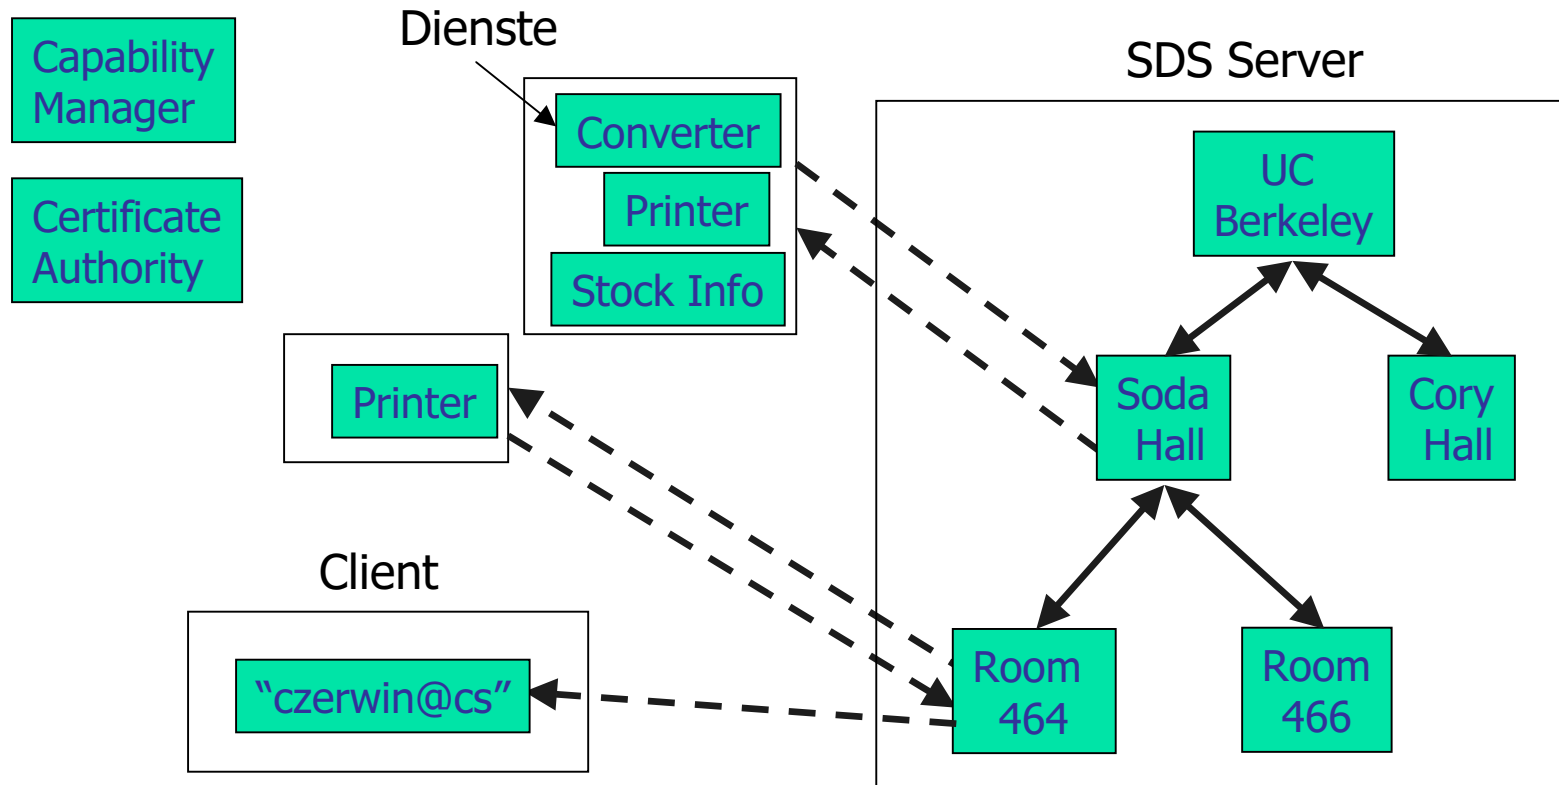 Capability
Manager
Certificate
Authority
Dienste
Converter
Printer
Stock Info
Printer
Client
“czerwin@cs”
SDS Server
UC
Berkeley
Soda
Hall
Cory
Hall
Room
464
Room
466